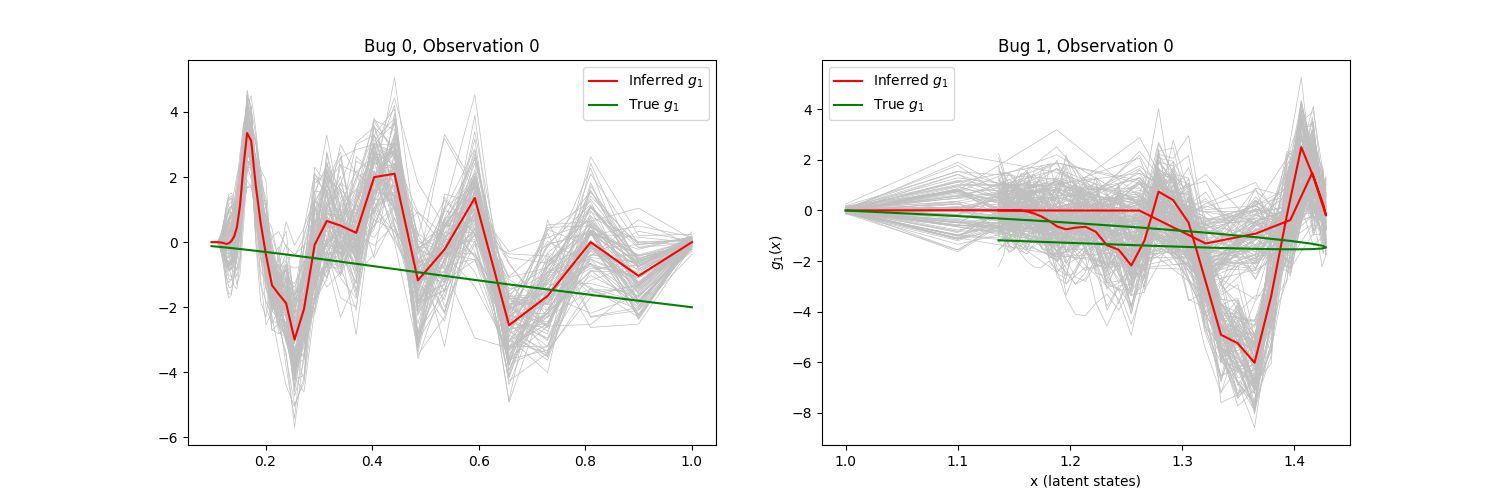 Bug 0, Observation 0
Inferred g₁
True g₁
4
2
0
−2
−4
−6
0.2
0.4
0.6
0.8
1.0
Bug 1, Observation 0
Inferred g₁
True g₁
g₁(x)
4
2
0
−2
−4
−6
−8
1.0
1.1
1.2
1.3
1.4
x (latent states)